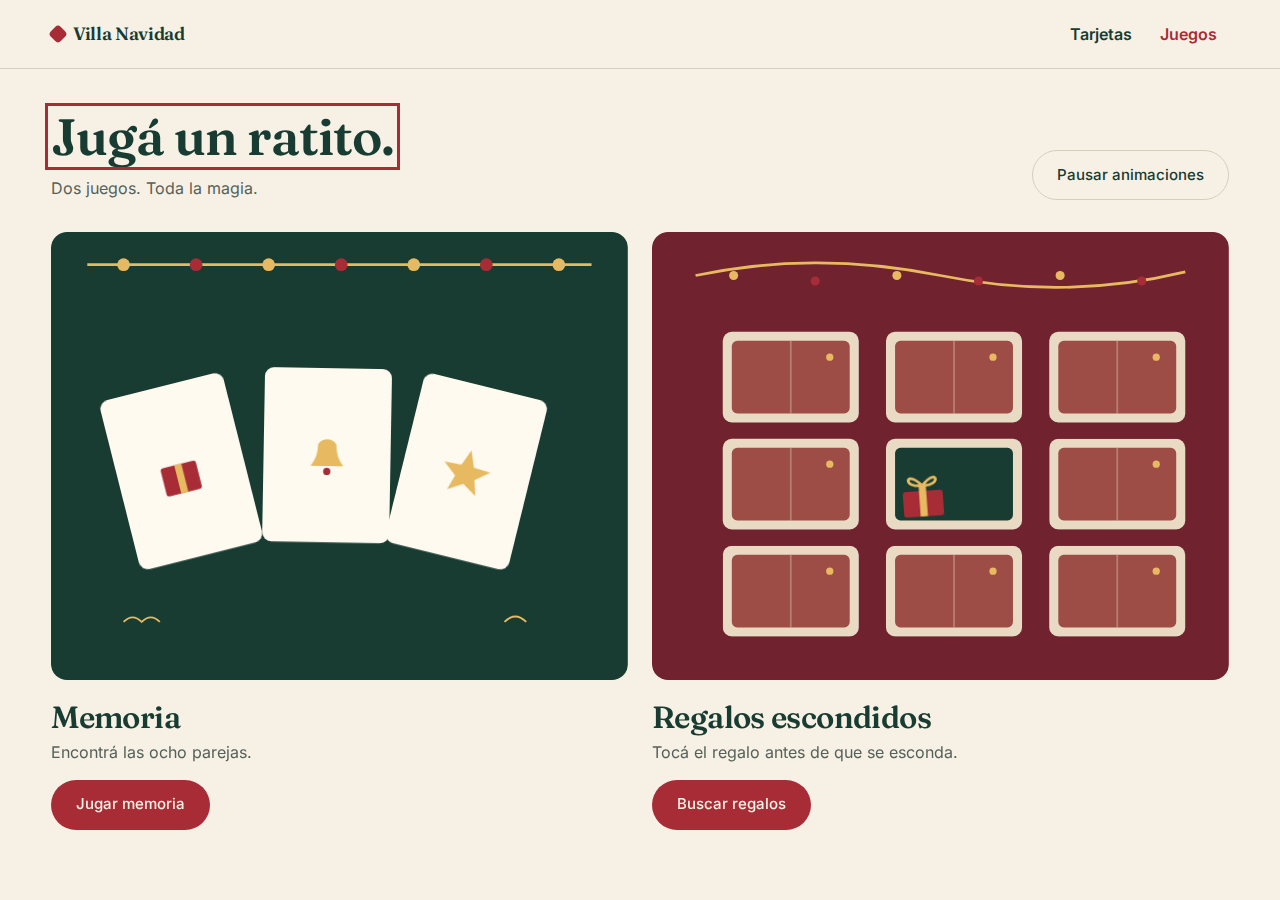 Villa Navidad
Tarjetas
Juegos
Jugá un ratito.
Dos juegos. Toda la magia.
Pausar animaciones
Memoria
Encontrá las ocho parejas.
Jugar memoria
Regalos escondidos
Tocá el regalo antes de que se esconda.
Buscar regalos